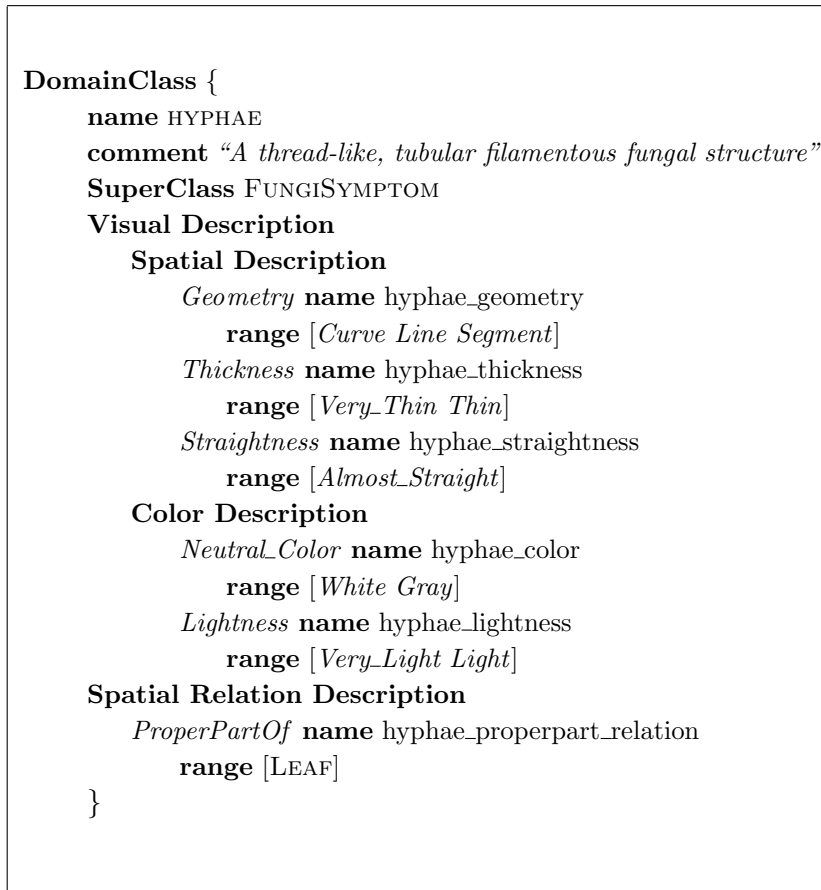 DomainClass {
name HYPHAE
comment “A thread-like, tubular filamentous fungal structure”
SuperClass FUNGISYMPTOM
Visual Description
Spatial Description
Geometry name hyphae_geometry
range [Curve Line Segment]
Thickness name hyphae_thickness
range [Very_Thin Thin]
Straightness name hyphae_straightness
range [Almost_Straight]
Color Description
Neutral_Color name hyphae_color
range [White Gray]
Lightness name hyphae_lightness
range [Very_Light Light]
Spatial Relation Description
ProperPartOf name hyphae_properpart_relation
range [LEAF]
}